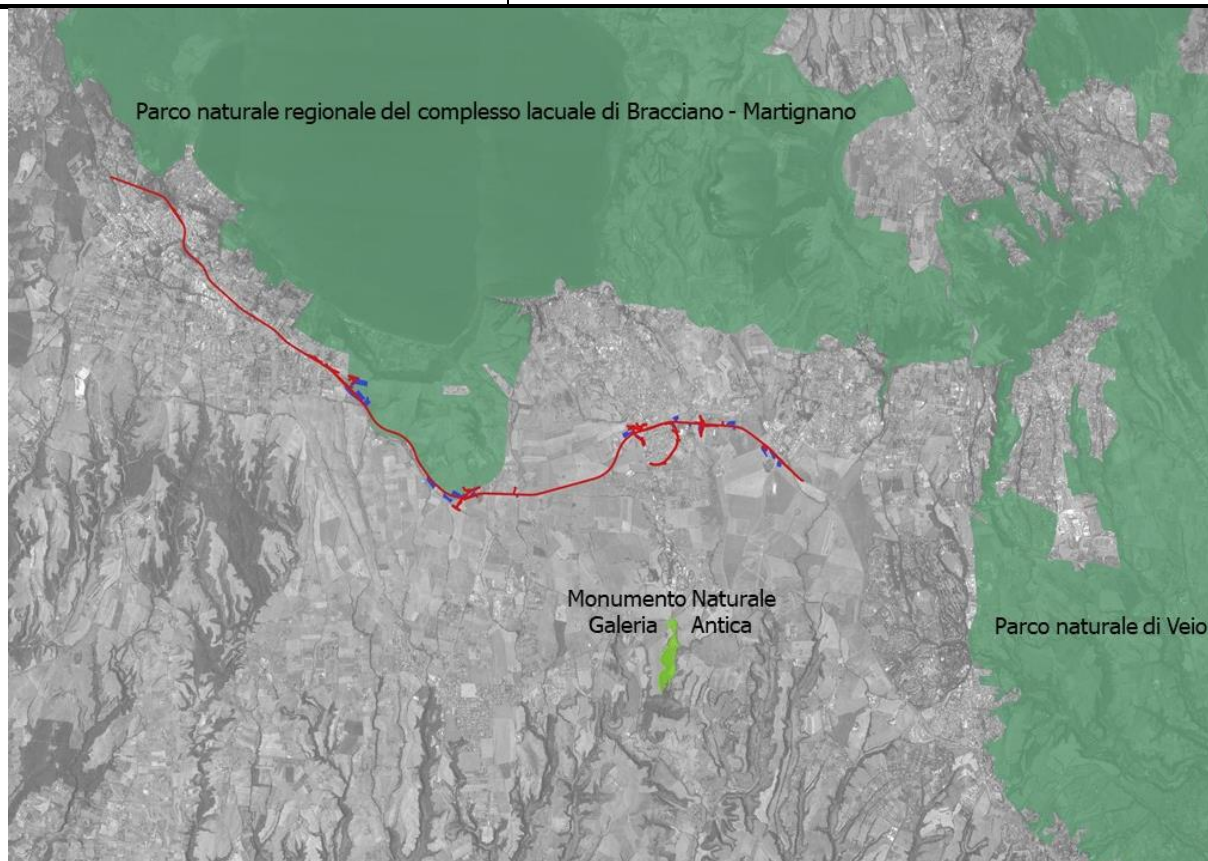 Parco naturale regionale del complesso lacuale di Bracciano - Martignano
Monumento Naturale
Galeria Antica
Parco naturale di Veio